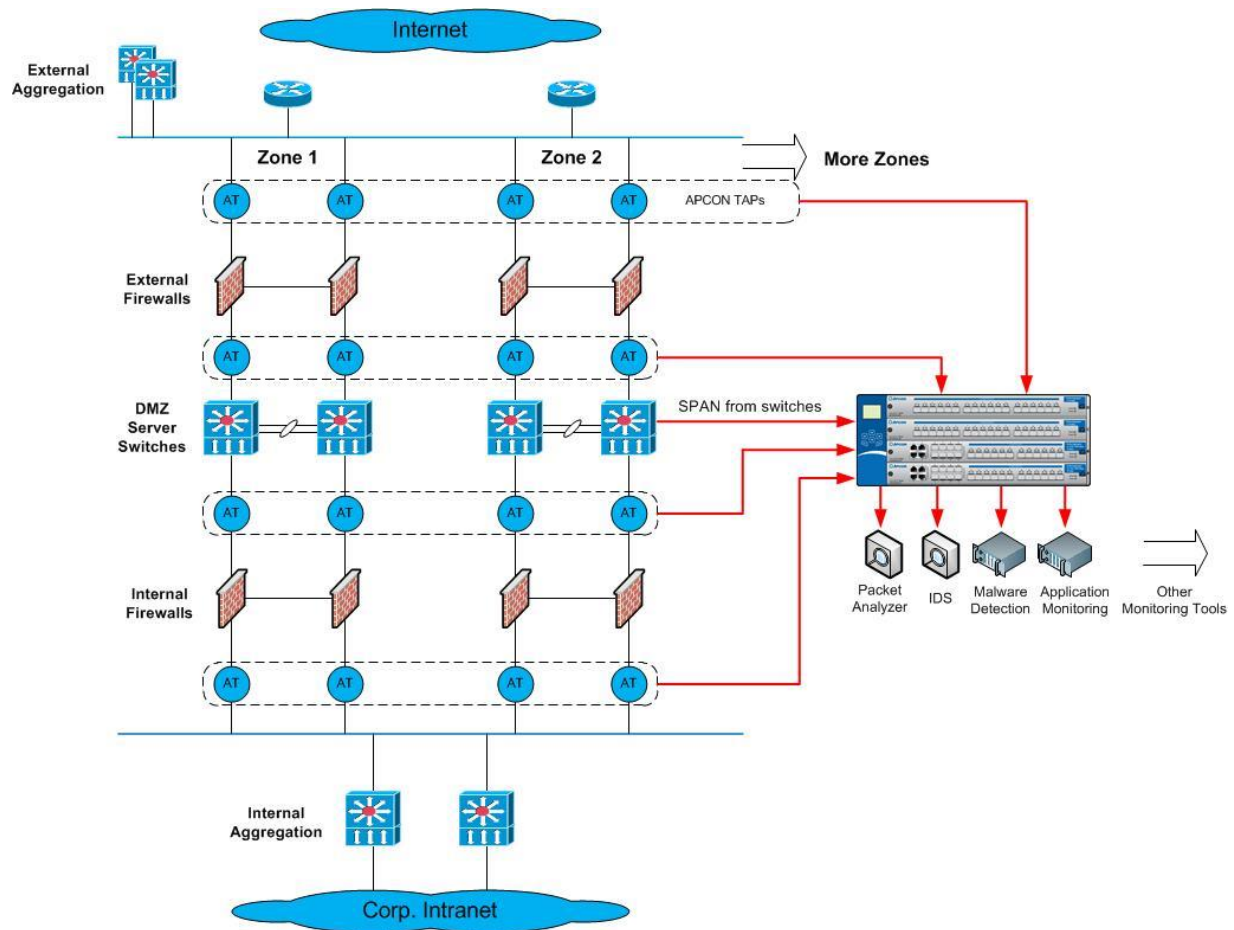 Internet
External
Aggregation
Zone 1
Zone 2
More Zones
AT
AT
AT
AT
APCON TAPs
External
Firewalls
AT
AT
AT
AT
DMZ
Server
Switches
SPAN from switches
AT
AT
AT
AT
Internal
Firewalls
Packet
Analyzer
IDS
Malware
Detection
Application
Monitoring
Other
Monitoring Tools
AT
AT
AT
AT
Internal
Aggregation
Corp. Intranet